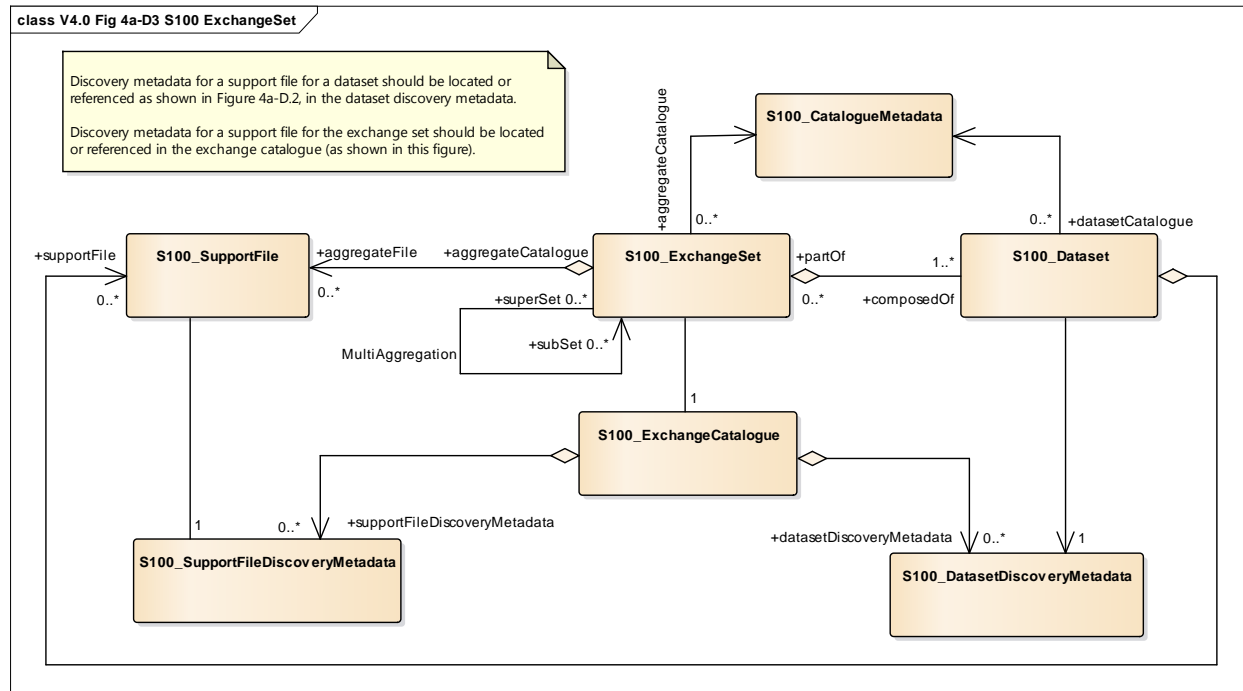 class V4.0 Fig 4a-D3 S100 ExchangeSet
Discovery metadata for a support file for a dataset should be located or
referenced as shown in Figure 4a-D.2, in the dataset discovery metadata.
Discovery metadata for a support file for the exchange set should be located
or referenced in the exchange catalogue (as shown in this figure).
S100_CatalogueMetadata
+aggregateCatalogue
0..*
0..*
+datasetCatalogue
+supportFile
0..*
S100_SupportFile
+aggregateFile
0..*
+aggregateCatalogue
S100_ExchangeSet
+partOf
0..*
1..*
+composedOf
S100_Dataset
+superSet 0..*
+subSet 0..*
MultiAggregation
1
S100_ExchangeCatalogue
1
0..*
+supportFileDiscoveryMetadata
+datasetDiscoveryMetadata
0..*
1
S100_SupportFileDiscoveryMetadata
S100_DatasetDiscoveryMetadata